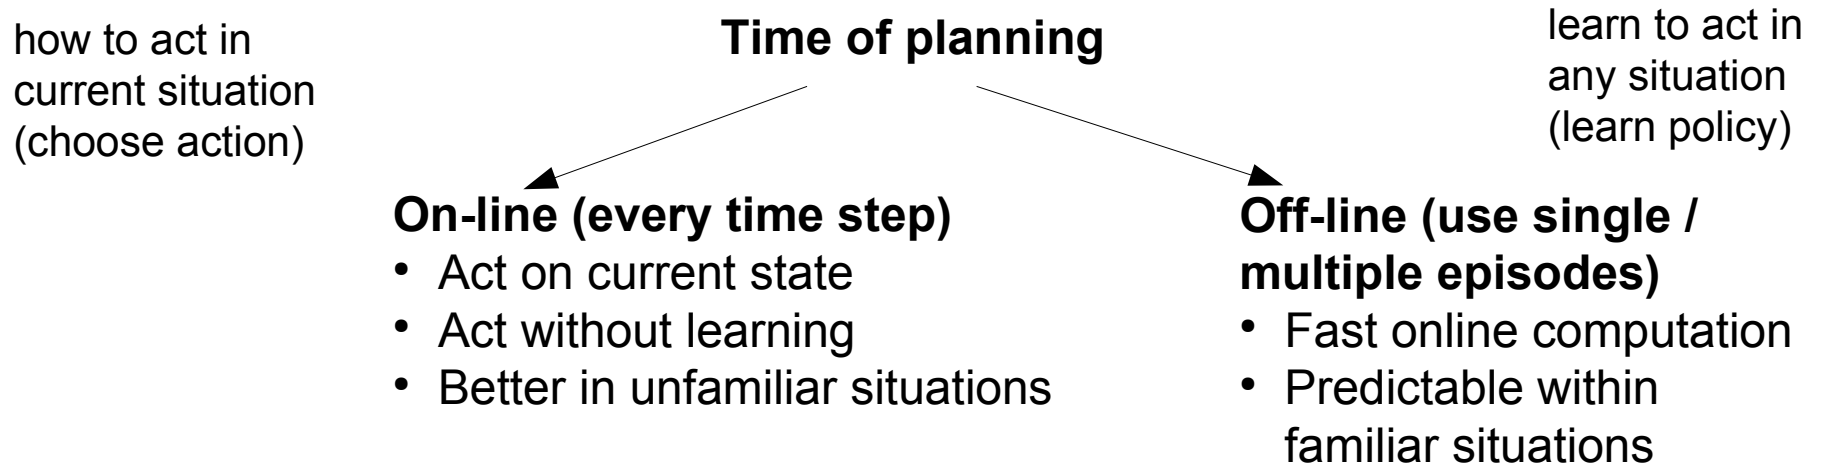 how to act in
current situation
(choose action)
Time of planning
learn to act in
any situation
(learn policy)
On-line (every time step)
• Act on current state
• Act without learning
• Better in unfamiliar situations
Off-line (use single /
multiple episodes)
• Fast online computation
• Predictable within
familiar situations